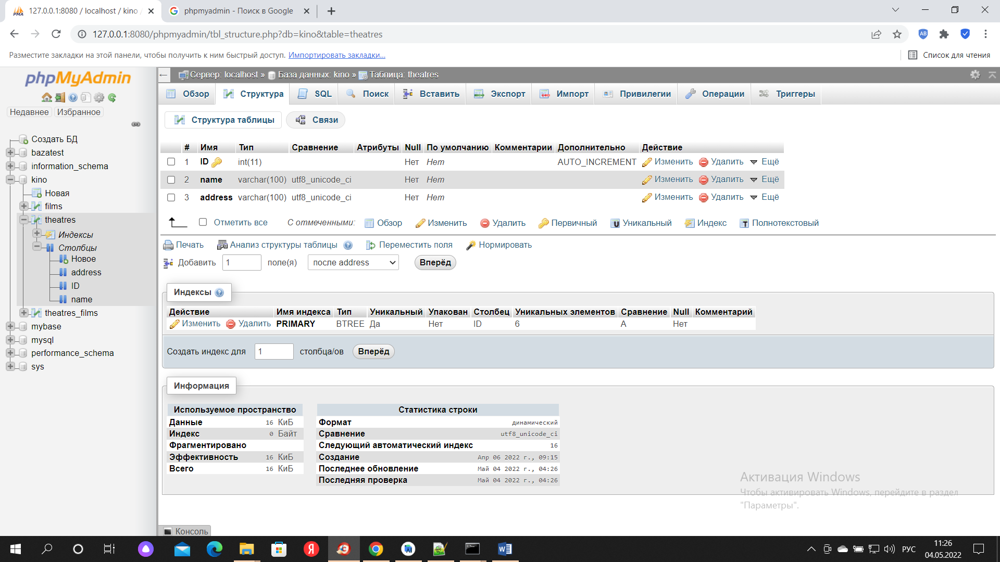 127.0.0.1:8080 / localhost / kino
phpmyadmin - Поиск в Google
127.0.0.1:8080/phpmyadmin/tbl_structure.php?db=kino&table=theatres
Разместите закладки на этой панели, чтобы получить к ним быстрый доступ. Импортировать закладки...
Список для чтения
phpMyAdmin
Недавнее Избранное
Создать БД
bazatest
information_schema
kino
Новая
films
theatres
Индексы
Столбцы
Новое
address
ID
name
theatres_films
mybase
mysql
performance_schema
sys
Сервер: localhost » База данных: kino » Таблица: theatres
Обзор Структура SQL Поиск Вставить Экспорт Импорт Привилегии Операции Триггеры
Структура таблицы Связи
# Имя Тип Сравнение Атрибуты Null По умолчанию Комментарии Дополнительно Действие
1 ID int(11) Нет Нет AUTO_INCREMENT Изменить Удалить Ещё
2 name varchar(100) utf8_unicode_ci Нет Нет Изменить Удалить Ещё
3 address varchar(100) utf8_unicode_ci Нет Нет Изменить Удалить Ещё
Отметить все С отмеченными: Обзор Изменить Удалить Первичный Уникальный Индекс Полнотекстовый
Печать Анализ структуры таблицы Переместить поля Нормировать
Добавить 1 поле(я) после address Вперёд
Индексы
Действие Имя индекса Тип Уникальный Упакован Столбец Уникальных элементов Сравнение Null Комментарий
Изменить Удалить PRIMARY BTREE Да Нет ID 6 A Нет
Создать индекс для 1 столбца/ов Вперёд
Информация
Используемое пространство
Данные 16 КиБ
Индекс 0 Байт
Фрагментировано
Эффективность 16 КиБ
Всего 16 КиБ
Статистика строки
Формат динамический
Сравнение utf8_unicode_ci
Следующий автоматический индекс 16
Создание Апр 06 2022 г., 09:15
Последнее обновление Май 04 2022 г., 04:26
Последняя проверка Май 04 2022 г., 04:26
Активация Windows
Чтобы активировать Windows, перейдите в раздел
"Параметры".
Консоль
РУС
11:26
04.05.2022